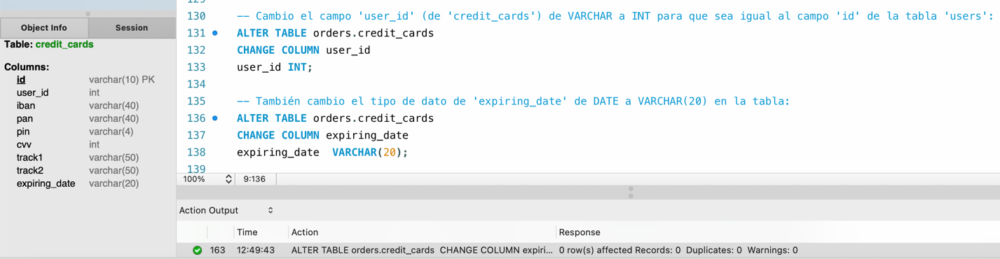 129
130 -- Cambio el campo 'user_id' (de 'credit_cards') de VARCHAR a INT para que sea igual al campo 'id' de la tabla 'users':
131 ALTER TABLE orders.credit_cards
132 CHANGE COLUMN user_id
133 user_id INT;
134
135 -- También cambio el tipo de dato de 'expiring_date' de DATE a VARCHAR(20) en la tabla:
136 ALTER TABLE orders.credit_cards
137 CHANGE COLUMN expiring_date
138 expiring_date  VARCHAR(20);
139
100% 9:136
Object Info Session
Table: credit_cards
Columns:
id varchar(10) PK
user_id int
iban varchar(40)
pan varchar(40)
pin varchar(4)
cvv int
track1 varchar(50)
track2 varchar(50)
expiring_date varchar(20)
Action Output
Time Action Response
163 12:49:43 ALTER TABLE orders.credit_cards  CHANGE COLUMN expiri... 0 row(s) affected Records: 0  Duplicates: 0  Warnings: 0